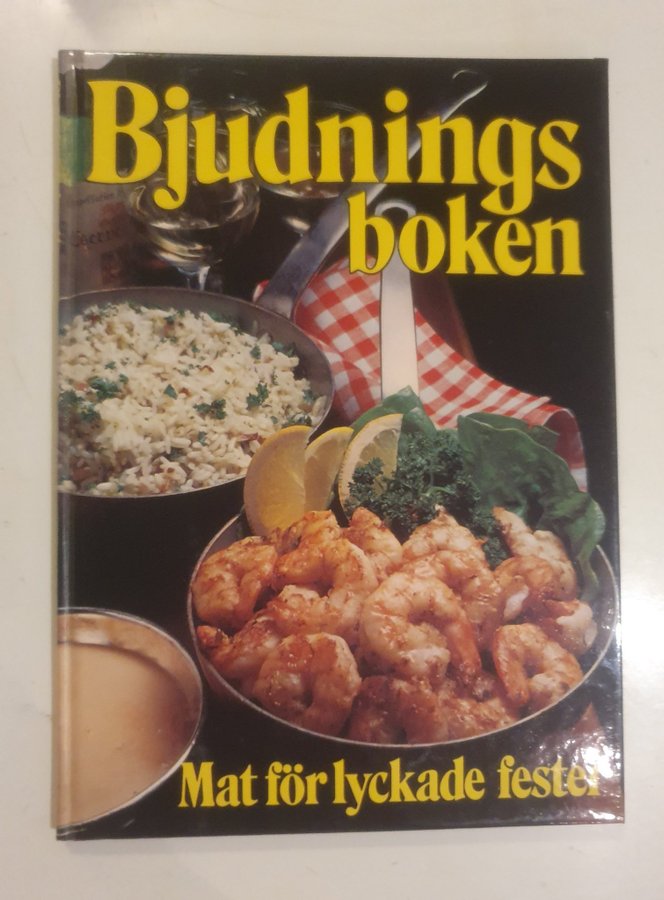 Bjudnings
boken
Mat för lyckade fester